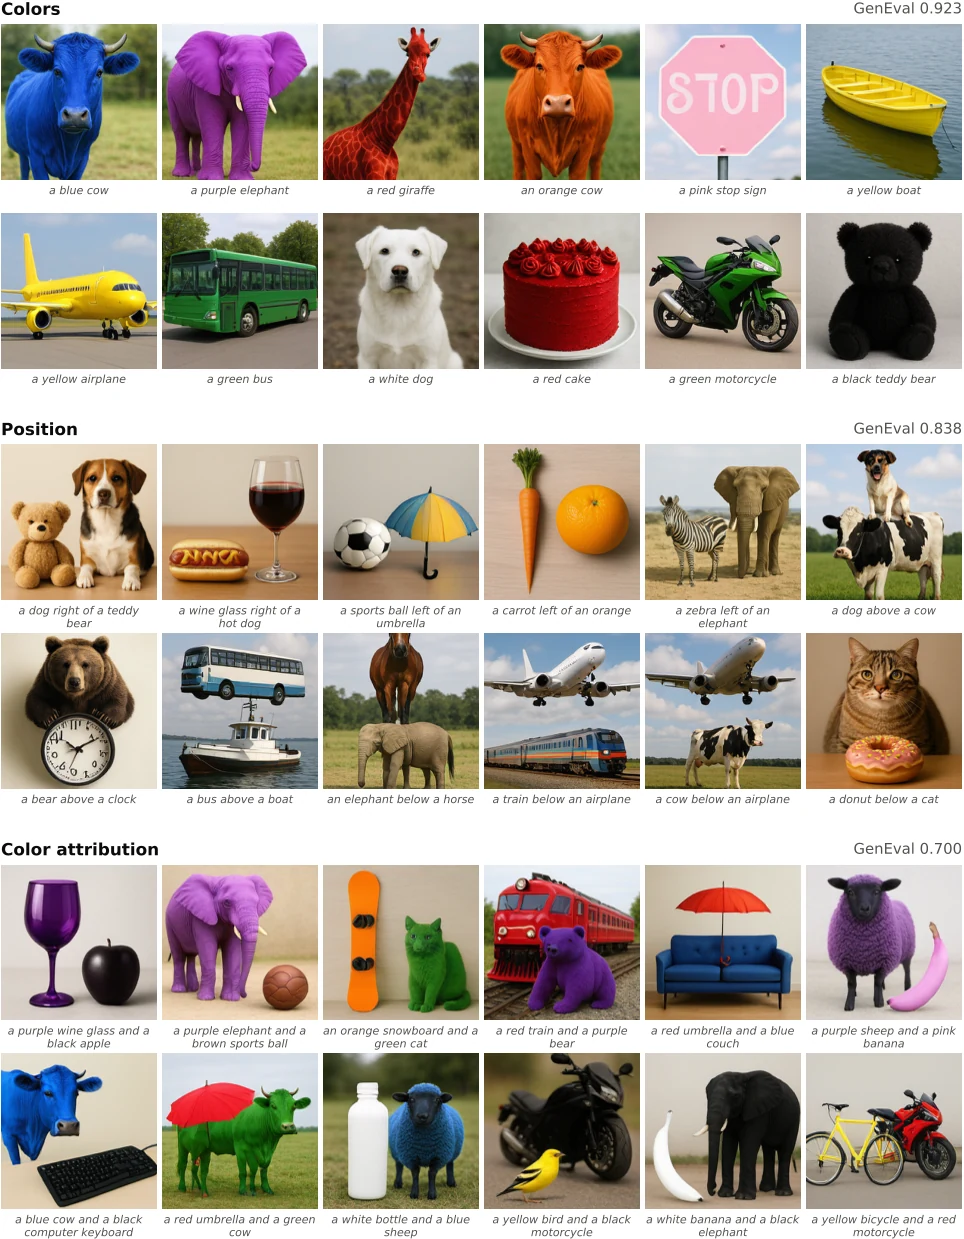 Colors GenEval 0.923
STOP
a blue cow a purple elephant a red giraffe an orange cow a pink stop sign a yellow boat
a yellow airplane a green bus a white dog a red cake a green motorcycle a black teddy bear
Position GenEval 0.838
a dog right of a teddy bear
a wine glass right of a hot dog
a sports ball left of an umbrella
a carrot left of an orange
a zebra left of an elephant
a dog above a cow
a bear above a clock a bus above a boat an elephant below a horse a train below an airplane a cow below an airplane a donut below a cat
Color attribution GenEval 0.700
a purple wine glass and a black apple
a purple elephant and a brown sports ball
an orange snowboard and a green cat
a red train and a purple bear
a red umbrella and a blue couch
a purple sheep and a pink banana
a blue cow and a black computer keyboard
a red umbrella and a green cow
a white bottle and a blue sheep
a yellow bird and a black motorcycle
a white banana and a black elephant
a yellow bicycle and a red motorcycle